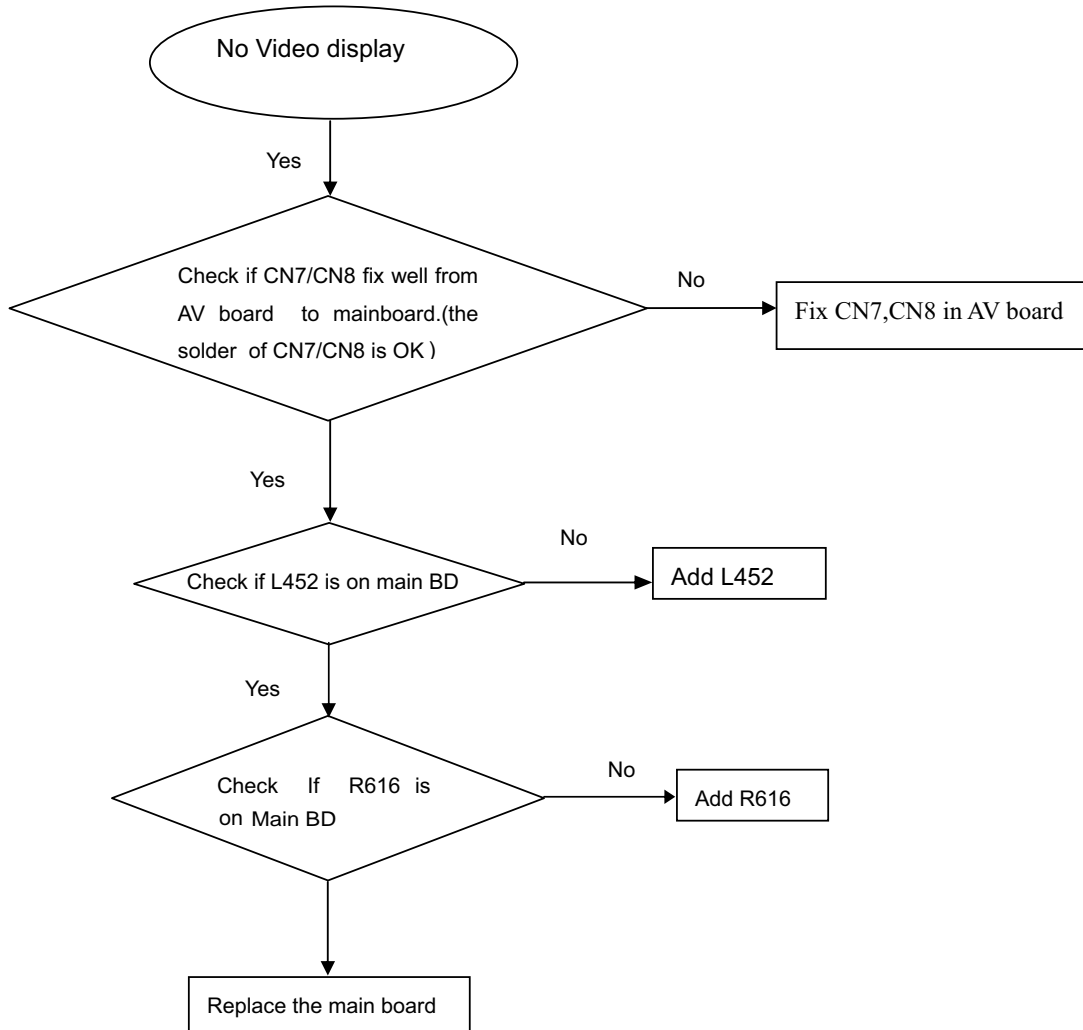 No Video display
Yes
Check if CN7/CN8 fix well from
AV board to mainboard.(the
solder of CN7/CN8 is OK)
No
Fix CN7,CN8 in AV board
Yes
Check if L452 is on main BD
No
Add L452
Yes
Check If R616 is
on Main BD
No
Add R616
Replace the main board